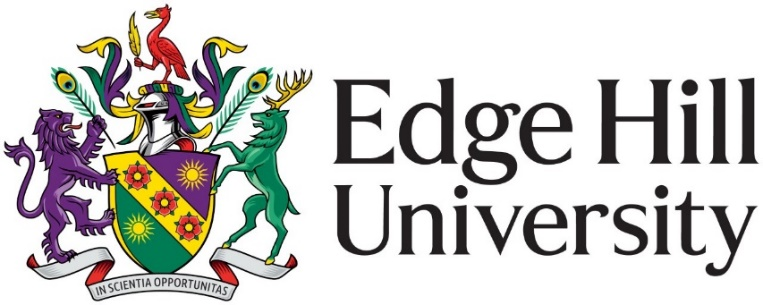 Edge Hill
University
IN SCIENTIA OPPORTUNITAS